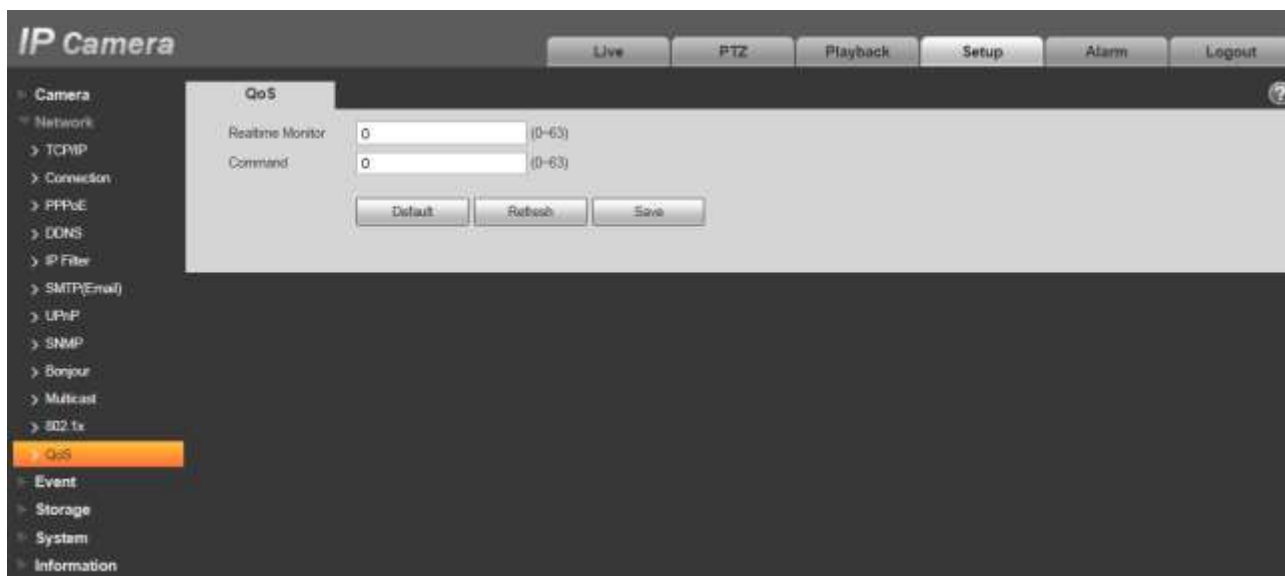 IP Camera
Live PTZ Playback Setup Alarm Logout
Camera
Network
TCP/IP
Connection
PPPoE
DDNS
IP Filter
SMTP(Email)
UPnP
SNMP
Bonjour
Multicast
802.1x
QoS
Event
Storage
System
Information
QoS
?
Realtime Monitor 0 (0~63)
Command 0 (0~63)
Default Refresh Save